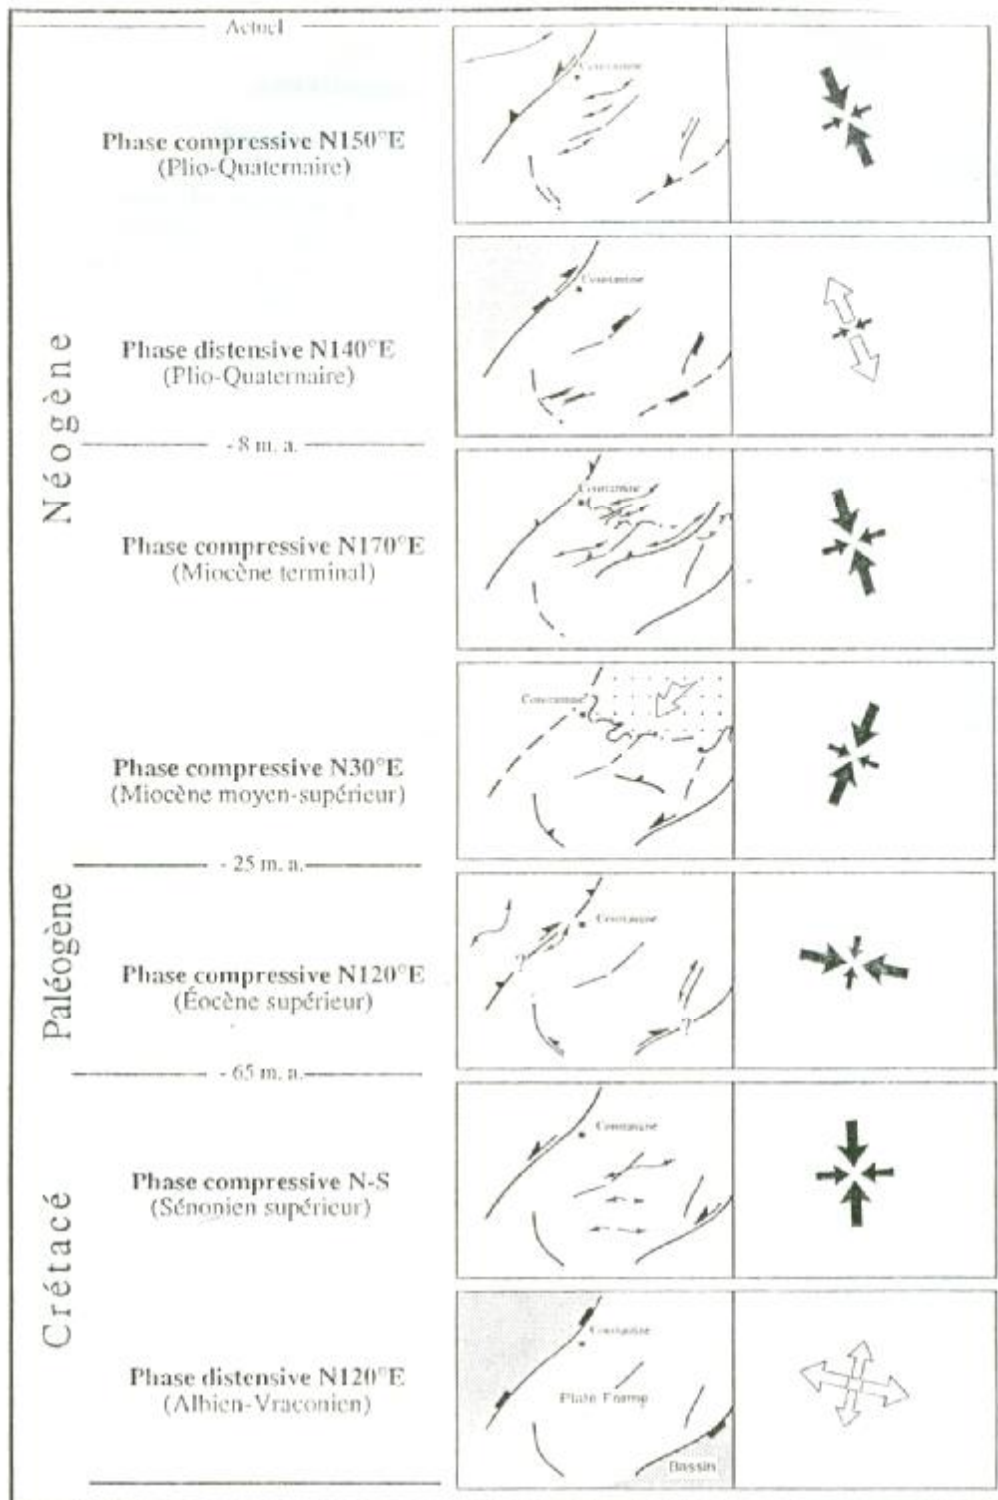 Actuel
Constantine
Phase compressive N150°E
(Plio-Quaternaire)
Constantine
Phase distensive N140°E
(Plio-Quaternaire)
Néogène
- 8 m. a.
Constantine
Phase compressive N170°E
(Miocène terminal)
Constantine
Phase compressive N30°E
(Miocène moyen-supérieur)
- 25 m. a.
Constantine
?
Phase compressive N120°E
(Éocène supérieur)
?
Paléogène
- 65 m. a.
Constantine
Phase compressive N-S
(Sénonien supérieur)
Crétacé
Constantine
Phase distensive N120°E
(Albien-Vraconien)
Plate Forme
Bassin